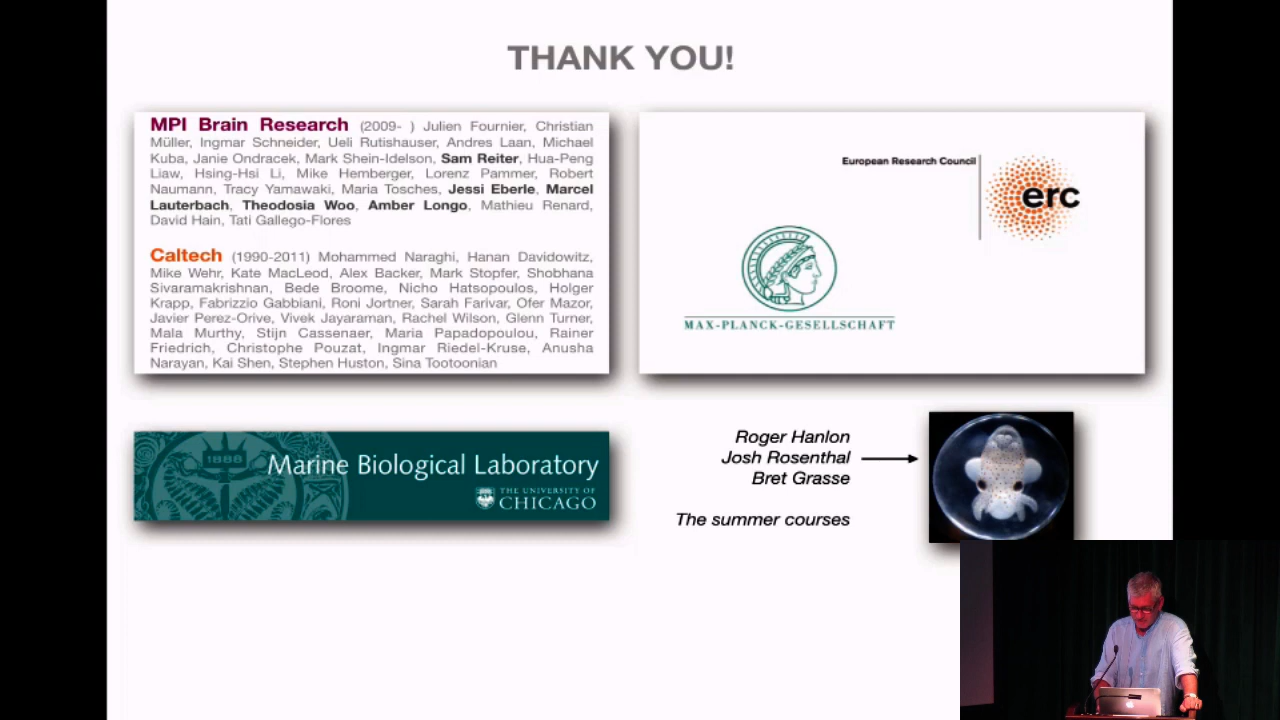 THANK YOU!
MPI Brain Research (2009- ) Julien Fournier, Christian
Müller, Ingmar Schneider, Ueli Rutishauser, Andres Laan, Michael
Kuba, Janie Ondracek, Mark Shein-Idelson, Sam Reiter, Hua-Peng
Liaw, Hsing-Hsi Li, Mike Hemberger, Lorenz Pammer, Robert
Naumann, Tracy Yamawaki, Maria Tosches, Jessi Eberle, Marcel
Lauterbach, Theodosia Woo, Amber Longo, Mathieu Renard,
David Hain, Tati Gallego-Flores
Caltech (1990-2011) Mohammed Naraghi, Hanan Davidowitz,
Mike Wehr, Kate MacLeod, Alex Backer, Mark Stopfer, Shobhana
Sivaramakrishnan, Bede Broome, Nicho Hatsopoulos, Holger
Krapp, Fabrizzio Gabbiani, Roni Jortner, Sarah Farivar, Ofer Mazor,
Javier Perez-Orive, Vivek Jayaraman, Rachel Wilson, Glenn Turner,
Mala Murthy, Stijn Cassenaer, Maria Papadopoulou, Rainer
Friedrich, Christophe Pouzat, Ingmar Riedel-Kruse, Anusha
Narayan, Kai Shen, Stephen Huston, Sina Tootoonian
European Research Council
erc
MAX-PLANCK-GESELLSCHAFT
1888
Marine Biological Laboratory
THE UNIVERSITY OF
CHICAGO
Roger Hanlon
Josh Rosenthal
Bret Grasse
The summer courses